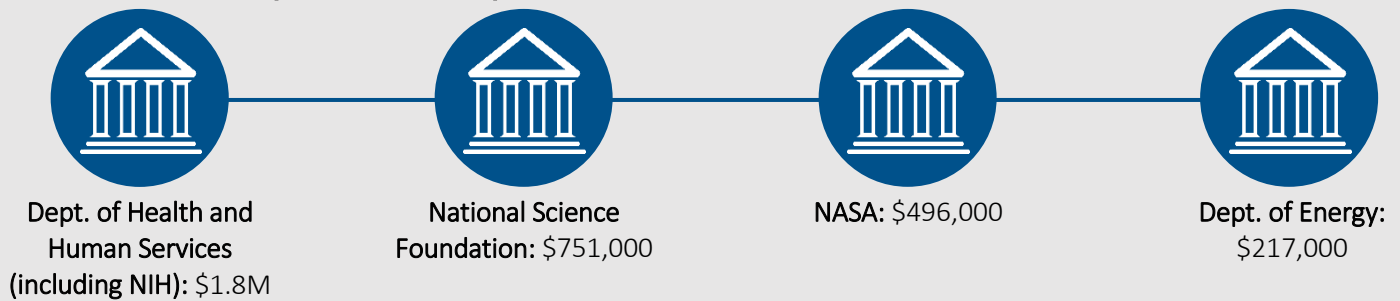 Dept. of Health and
Human Services
(including NIH): $1.8M
National Science
Foundation: $751,000
NASA: $496,000
Dept. of Energy:
$217,000